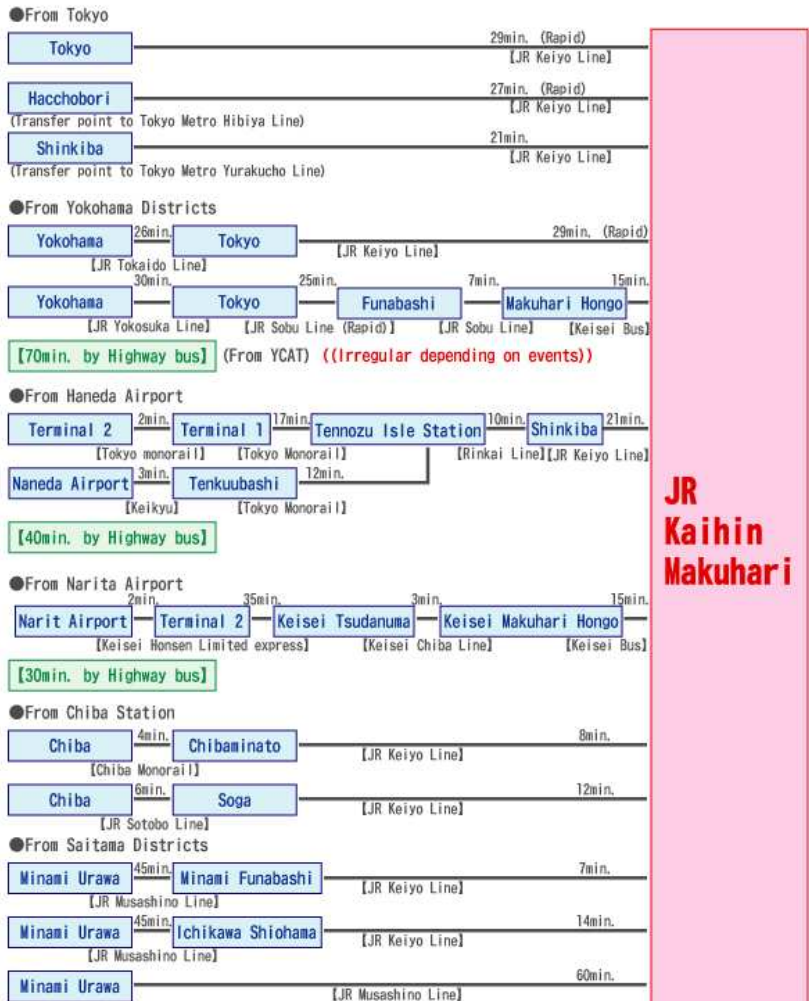 ●From Tokyo
Tokyo 29min. (Rapid)
【JR Keiyo Line】
Hacchobori 27min. (Rapid)
【JR Keiyo Line】
(Transfer point to Tokyo Metro Hibiya Line)
Shinkiba 21min.
【JR Keiyo Line】
(Transfer point to Tokyo Metro Yurakucho Line)
●From Yokohama Districts
Yokohama 26min. Tokyo 29min. (Rapid)
【JR Tokaido Line】 【JR Keiyo Line】
30min. 25min. 7min. 15min.
Yokohama Tokyo Funabashi Makuhari Hongo
【JR Yokosuka Line】 【JR Sobu Line (Rapid)】 【JR Sobu Line】 【Keisei Bus】
【70min. by Highway bus】 (From YCAT) ((Irregular depending on events))
●From Haneda Airport
Terminal 2 2min. Terminal 1 17min. Tennozu Isle Station 10min. Shinkiba 21min.
【Tokyo monorail】 【Tokyo Monorail】 【Rinkai Line】 【JR Keiyo Line】
Naneda Airport 3min. Tenkuubashi 12min.
【Keikyu】 【Tokyo Monorail】
【40min. by Highway bus】
●From Narita Airport
2min. 35min. 3min. 15min.
Narit Airport Terminal 2 Keisei Tsudanuma Keisei Makuhari Hongo
【Keisei Honsen Limited express】 【Keisei Chiba Line】 【Keisei Bus】
【30min. by Highway bus】
●From Chiba Station
Chiba 4min. Chibaminato 8min.
【Chiba Monorail】 【JR Keiyo Line】
Chiba 6min. Soga 12min.
【JR Sotobo Line】 【JR Keiyo Line】
●From Saitama Districts
Minami Urawa 45min. Minami Funabashi 7min.
【JR Musashino Line】 【JR Keiyo Line】
Minami Urawa 45min. Ichikawa Shiohama 14min.
【JR Musashino Line】 【JR Keiyo Line】
Minami Urawa 60min.
【JR Musashino Line】
JR
Kaihin
Makuhari